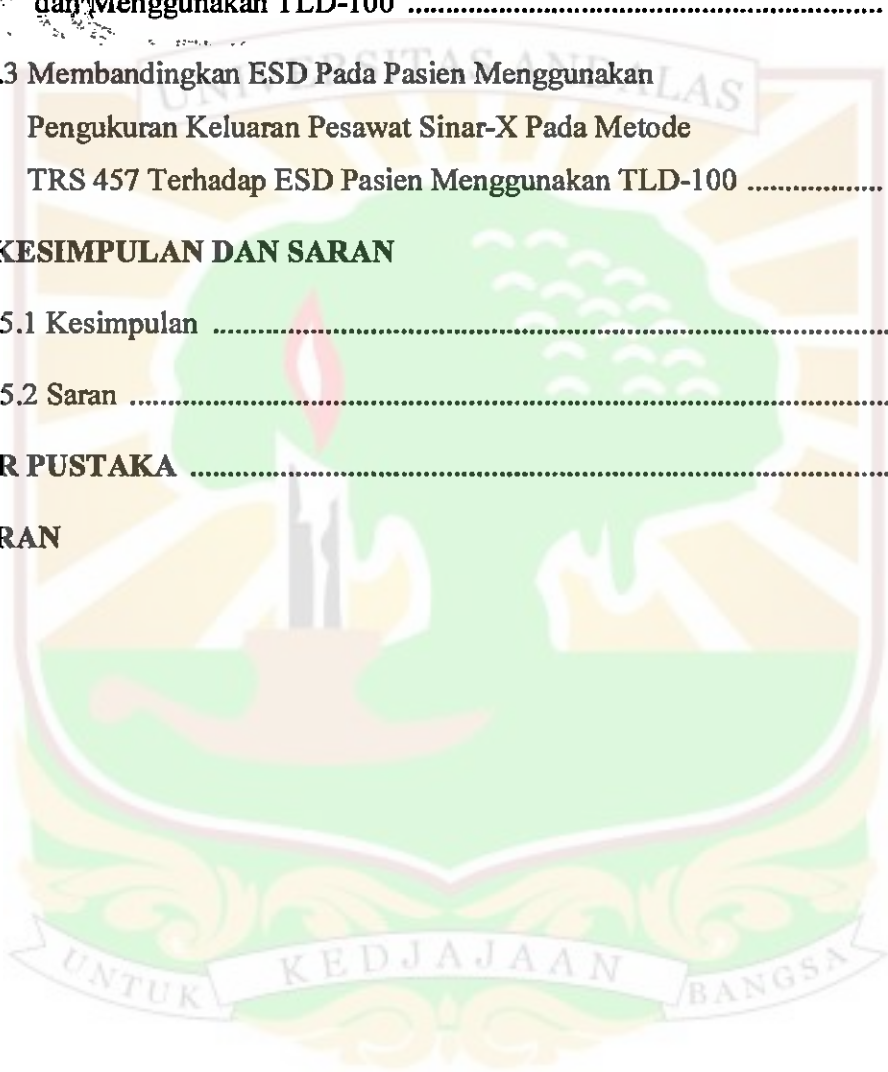 dan Menggunakan TLD-100 ................................................................................
.3 Membandingkan ESD Pada Pasien Menggunakan
Pengukuran Keluaran Pesawat Sinar-X Pada Metode
TRS 457 Terhadap ESD Pasien Menggunakan TLD-100 ..................
KESIMPULAN DAN SARAN
5.1 Kesimpulan ................................................................................
5.2 Saran ................................................................................
R PUSTAKA ................................................................................
RAN
UNIVERSITAS ANDALAS
UNTUK KEDJAJAAN BANGSA